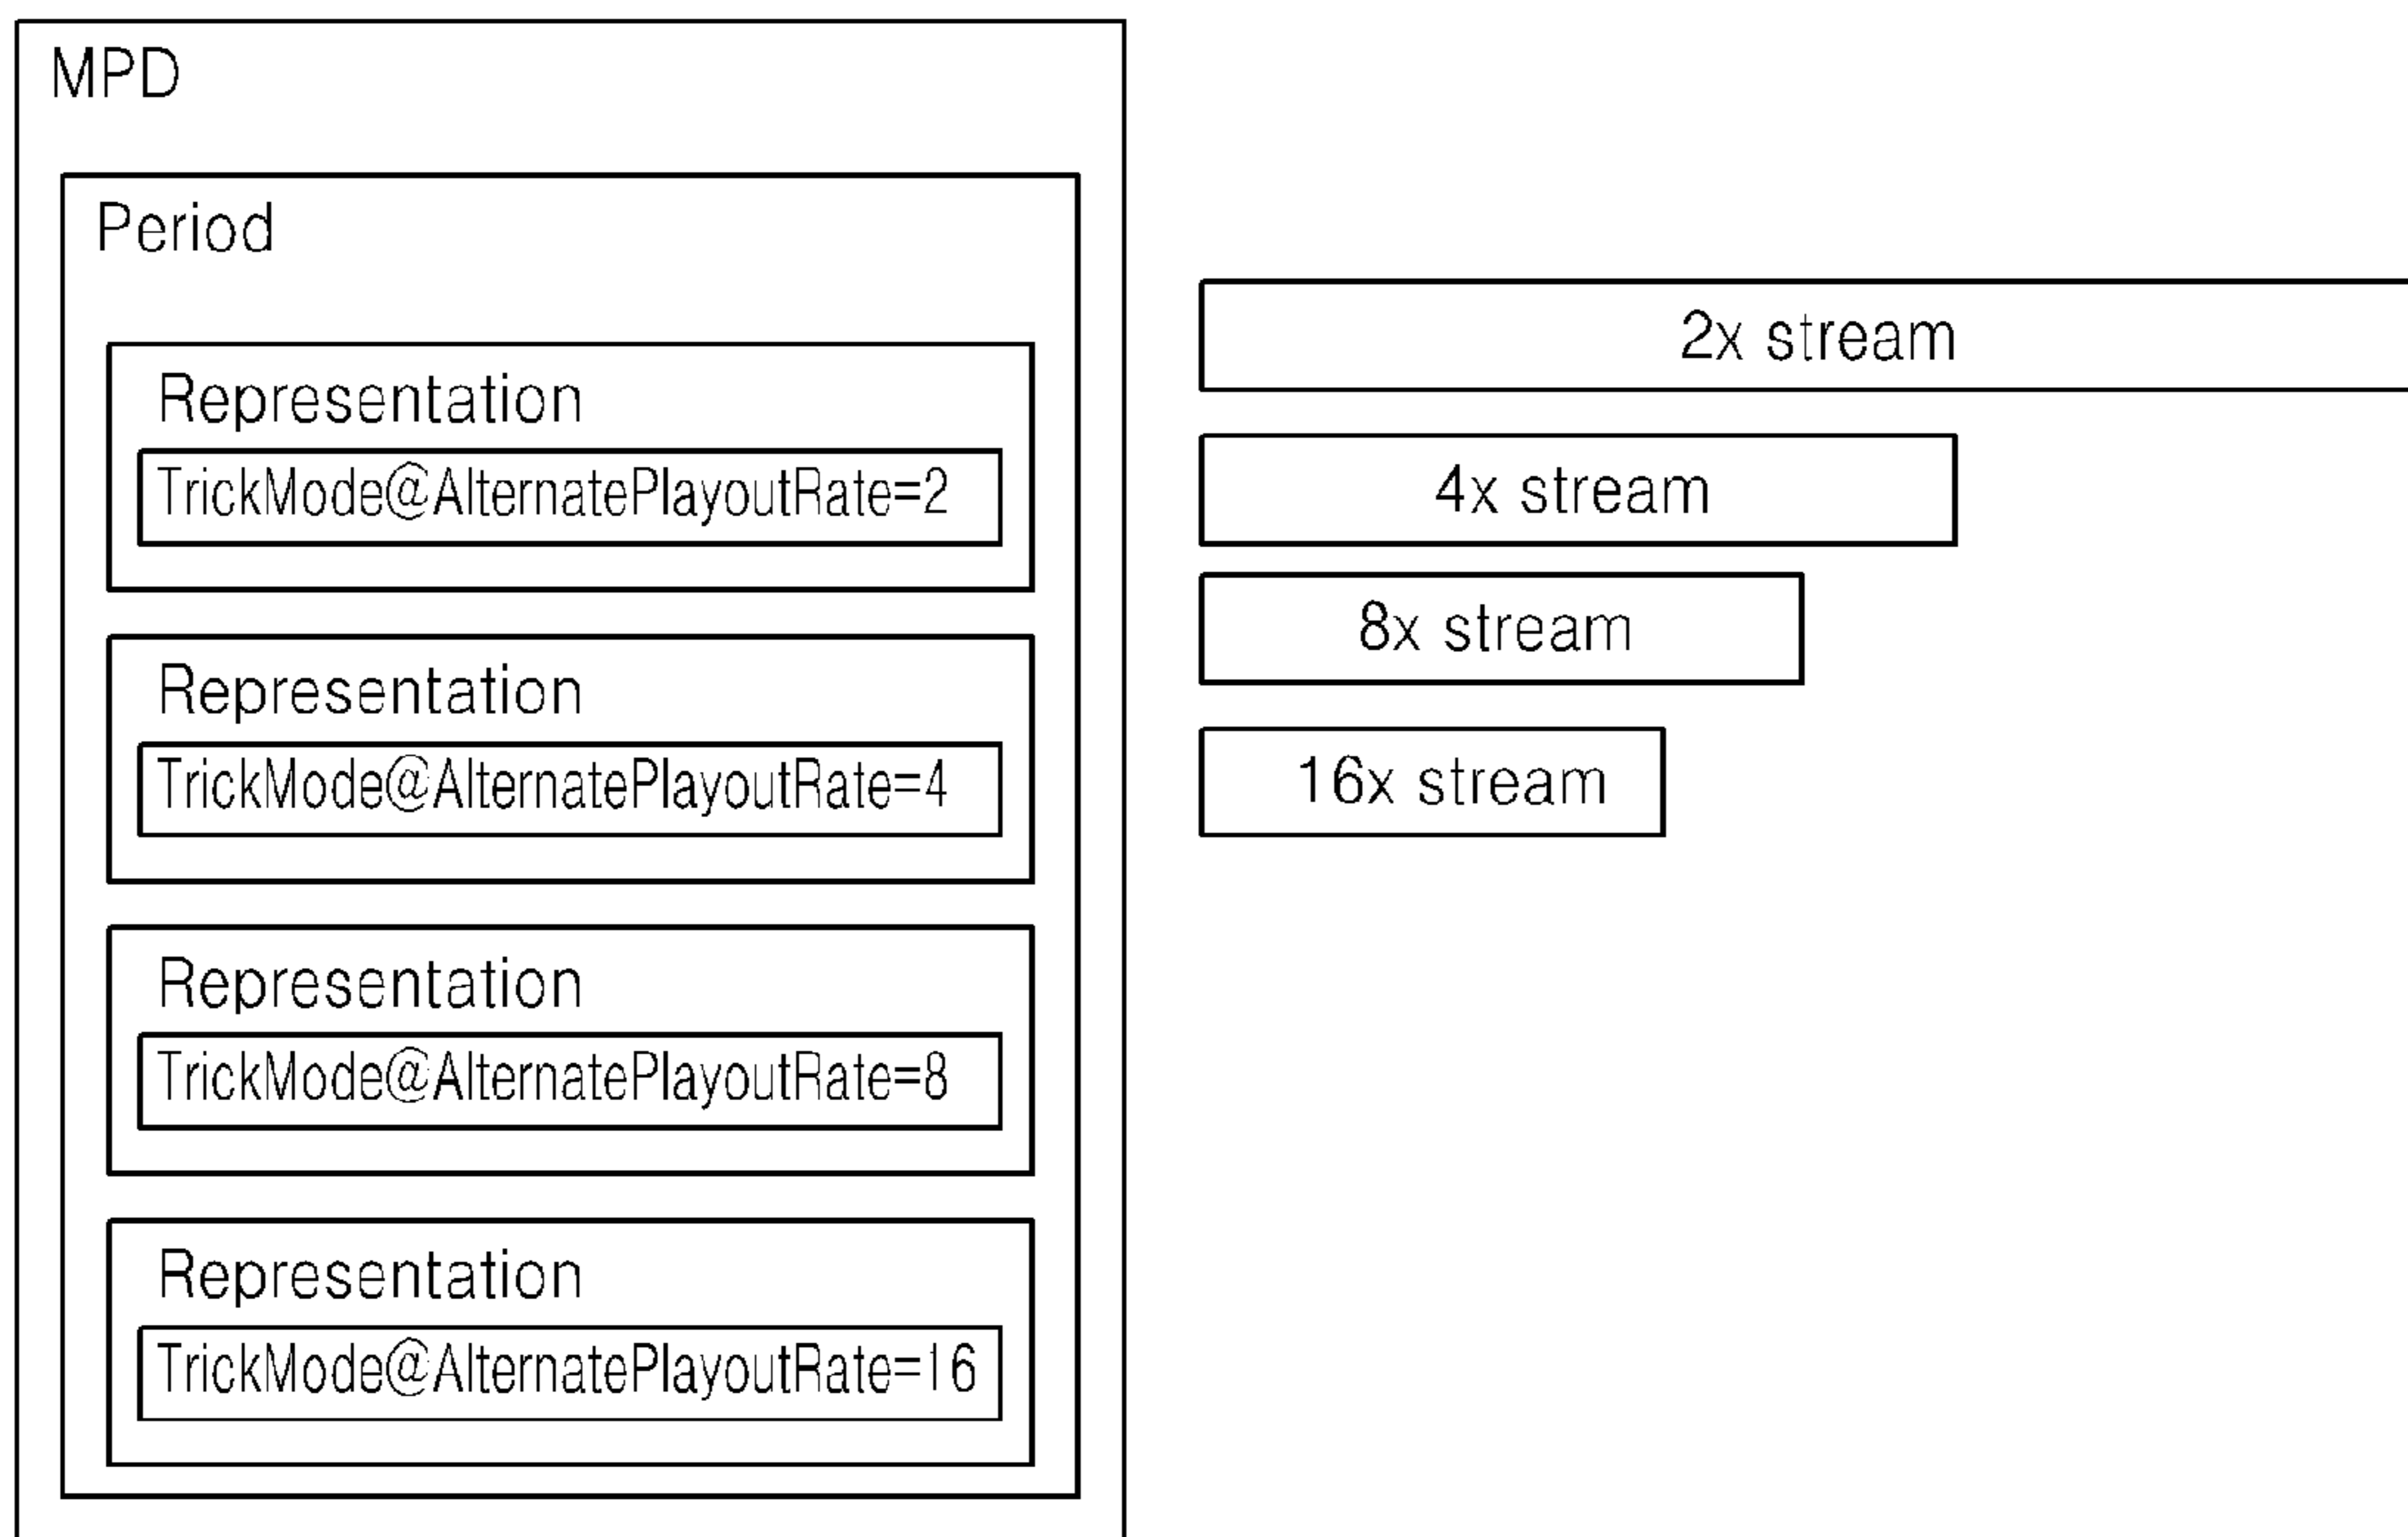 MPD
Period
Representation
TrickMode@AlternatePlayoutRate=2
Representation
TrickMode@AlternatePlayoutRate=4
Representation
TrickMode@AlternatePlayoutRate=8
Representation
TrickMode@AlternatePlayoutRate=16
2x stream
4x stream
8x stream
16x stream